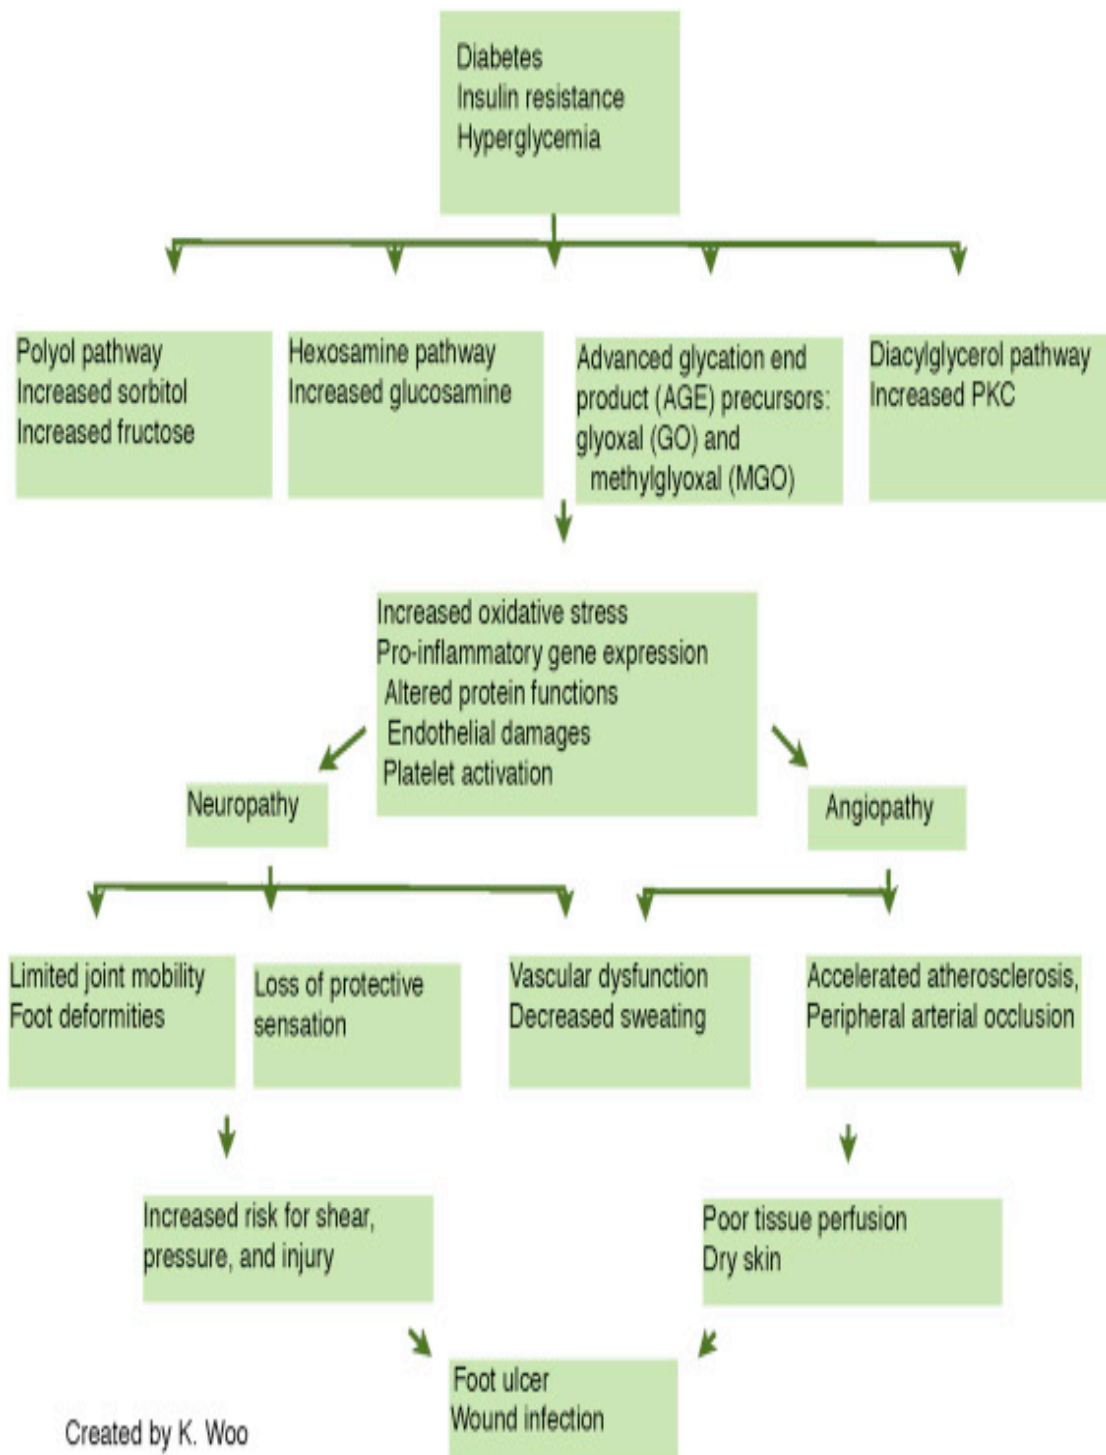 Diabetes
Insulin resistance
Hyperglycemia
Polyol pathway
Increased sorbitol
Increased fructose
Hexosamine pathway
Increased glucosamine
Advanced glycation end
product (AGE) precursors:
glyoxal (GO) and
methylglyoxal (MGO)
Diacylglycerol pathway
Increased PKC
Increased oxidative stress
Pro-inflammatory gene expression
Altered protein functions
Endothelial damages
Platelet activation
Neuropathy
Angiopathy
Limited joint mobility
Foot deformities
Loss of protective
sensation
Vascular dysfunction
Decreased sweating
Accelerated atherosclerosis,
Peripheral arterial occlusion
Increased risk for shear,
pressure, and injury
Poor tissue perfusion
Dry skin
Foot ulcer
Wound infection
Created by K. Woo